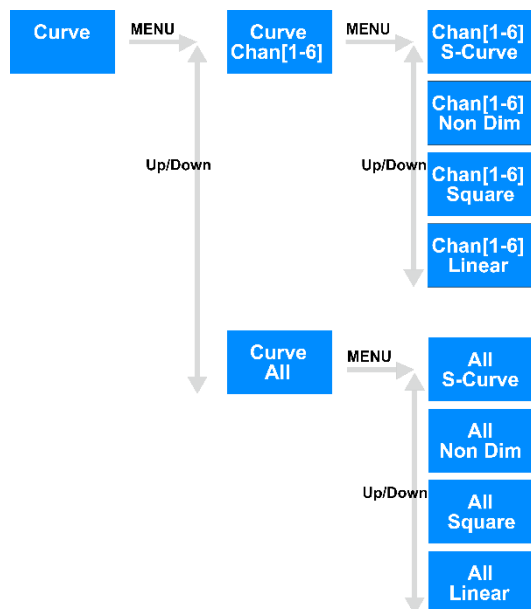 Curve
MENU
Curve
Chan[1-6]
MENU
Chan[1-6]
S-Curve
Chan[1-6]
Non Dim
Up/Down
Up/Down
Chan[1-6]
Square
Chan[1-6]
Linear
Curve
All
MENU
All
S-Curve
All
Non Dim
Up/Down
All
Square
All
Linear